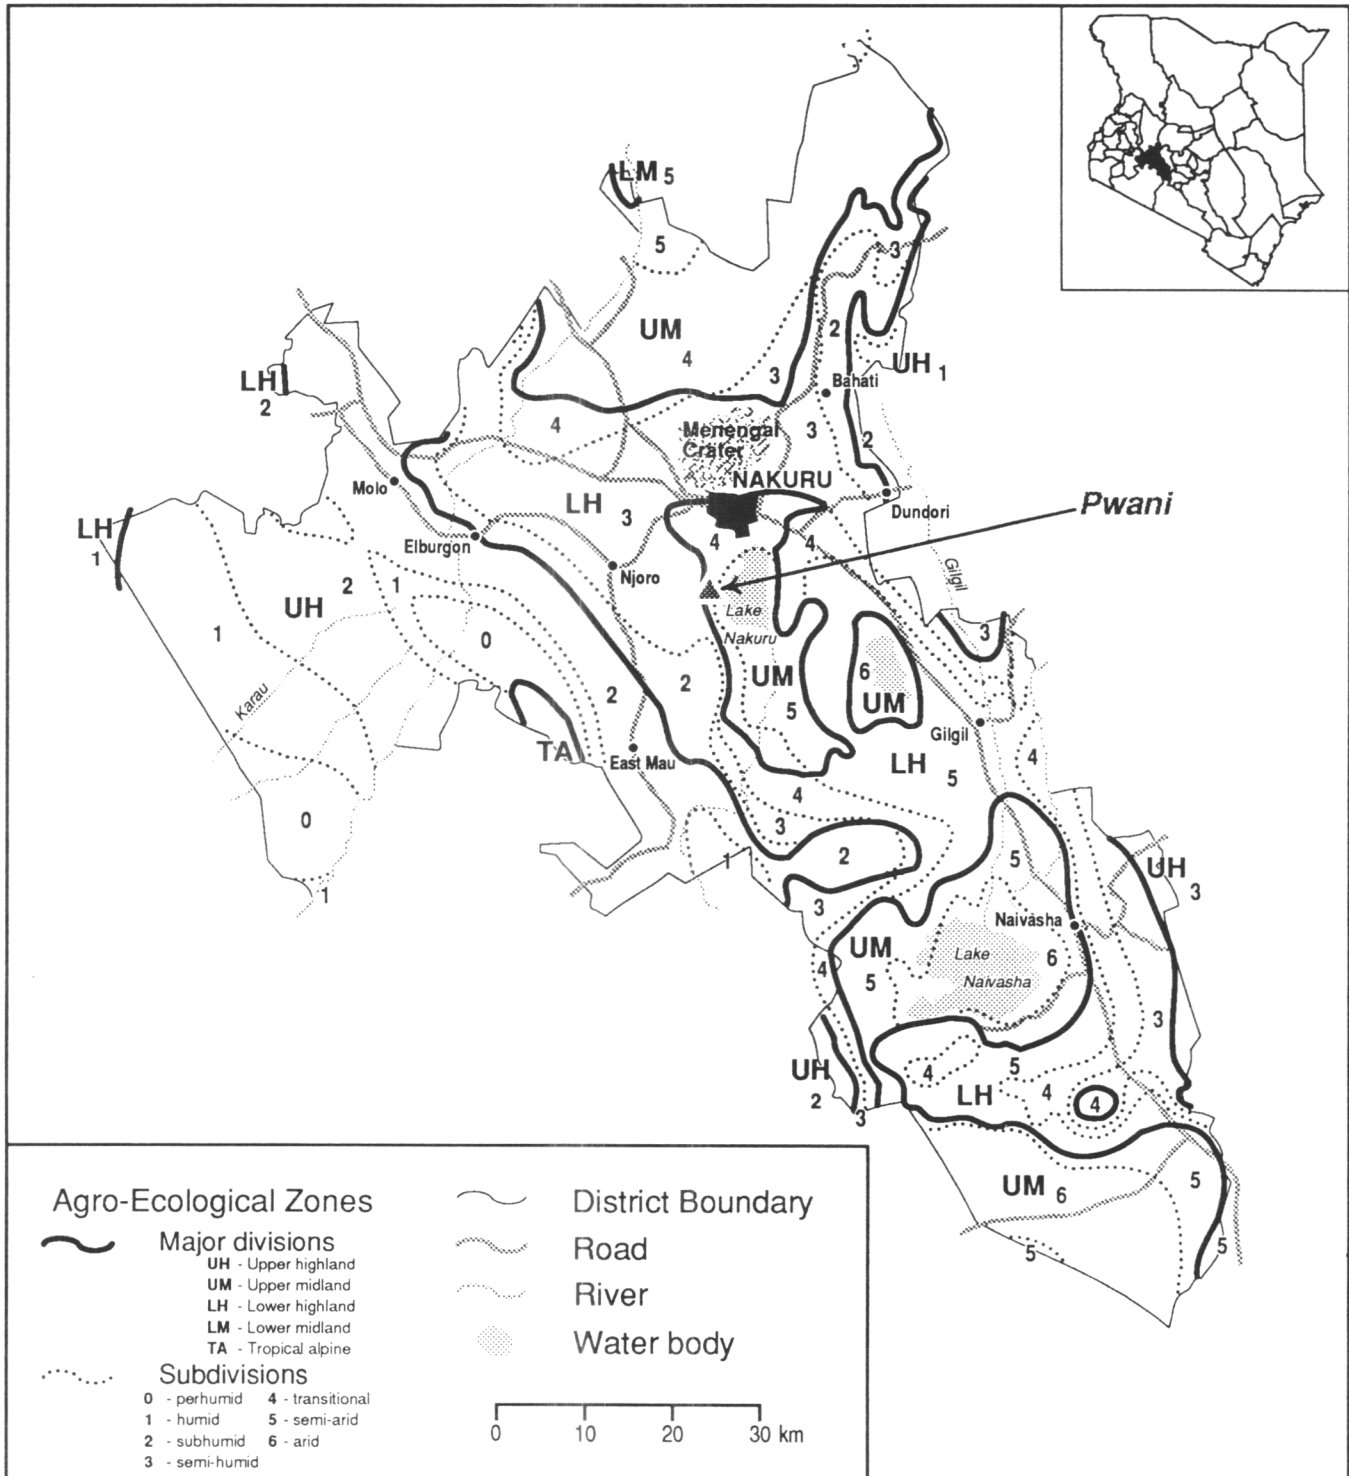 LM 5
5
3
UM
4
2
3
UH 1
LH
2
Bahati
4
Menengai
Crater
3
2
Molo
NAKURU
Pwani
LH
3
Dundori
LH
1
Elburgon
4
4
Njoro
Gilgil
2
1
UH
Lake
Nakuru
1
0
3
UM
6
2
2
UM
5
Karau
Gilgil
TA
East Mau
LH
5
4
4
0
3
1
2
5
UH
3
1
3
Naivasha
UM
Lake
Naivasha
6
4
5
3
UH
2
4
5
LH
4
4
3
UM 6
5
5
5
Agro-Ecological Zones
Major divisions
UH - Upper highland
UM - Upper midland
LH - Lower highland
LM - Lower midland
TA - Tropical alpine
Subdivisions
0 - perhumid 4 - transitional
1 - humid 5 - semi-arid
2 - subhumid 6 - arid
3 - semi-humid
District Boundary
Road
River
Water body
0 10 20 30 km